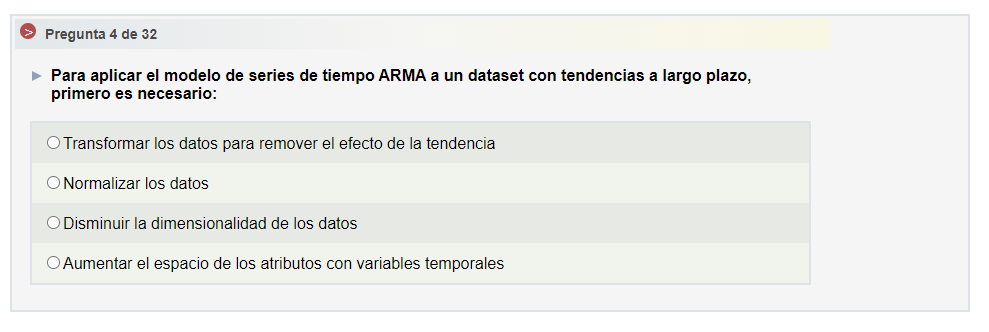 Pregunta 4 de 32
Para aplicar el modelo de series de tiempo ARMA a un dataset con tendencias a largo plazo,
primero es necesario:
Transformar los datos para remover el efecto de la tendencia
Normalizar los datos
Disminuir la dimensionalidad de los datos
Aumentar el espacio de los atributos con variables temporales